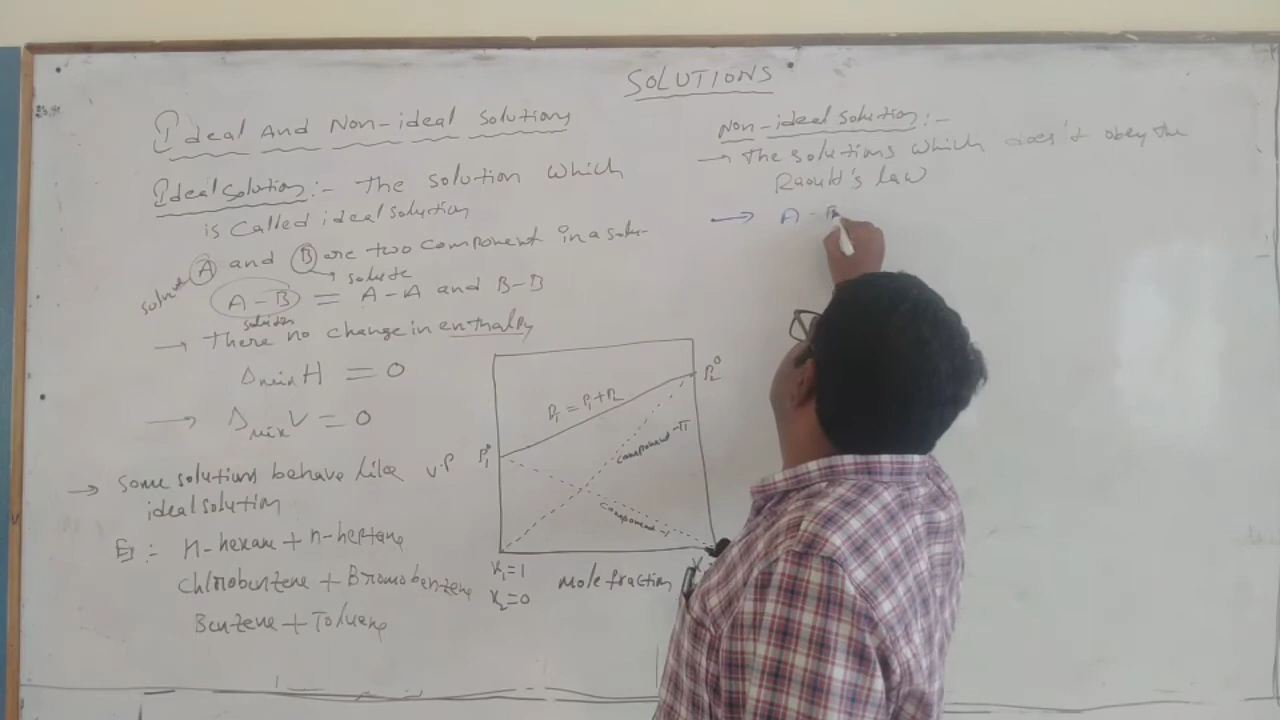 SOLUTIONS
Ideal And Non-ideal Solutions
Ideal solution :- The solution which
is called ideal solution
A and B are two component in a solu-
solvent
solute
A-B = A-A and B-B
solution
→ There no change in enthalpy
ΔmixH = 0
→ ΔmixV = 0
→ Some solutions behave like
ideal solution
Ex :- n-hexane + n-heptane
Chlorobenzene + Bromobenzene
Benzene + Toluene
P₂⁰
P_T = P₁ + P₂
component-II
P₁⁰
V.P
component-I
x₁=1
x₂=0
mole fraction
x
Non-ideal solution :-
→ The solutions which does't obey the
Raoult's law
→ A - B